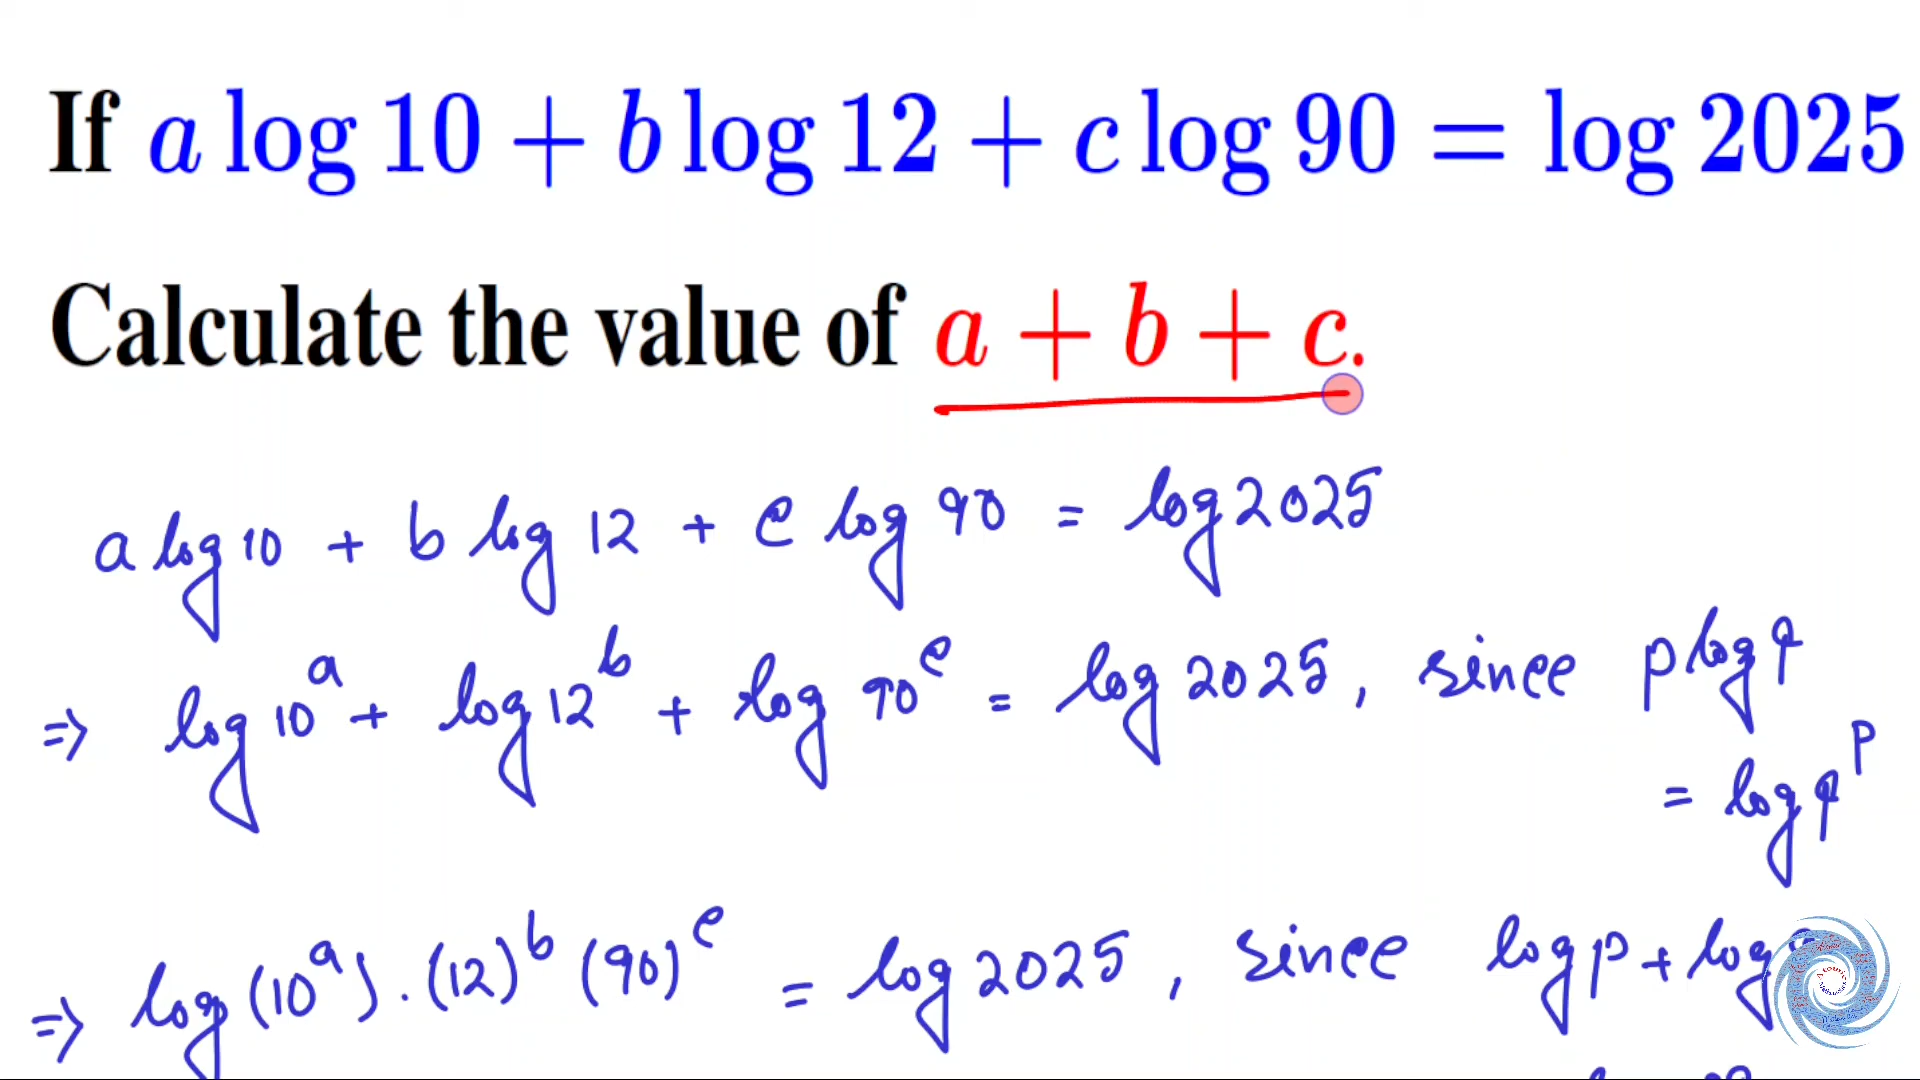 If a log 10 + b log 12 + c log 90 = log 2025
Calculate the value of a + b + c.
a log 10 + b log 12 + c log 90 = log 2025
=> log 10^a + log 12^b + log 90^c = log 2025, since p log q
= log q^p
=> log (10^a) . (12)^b (90)^c = log 2025, since log p + log